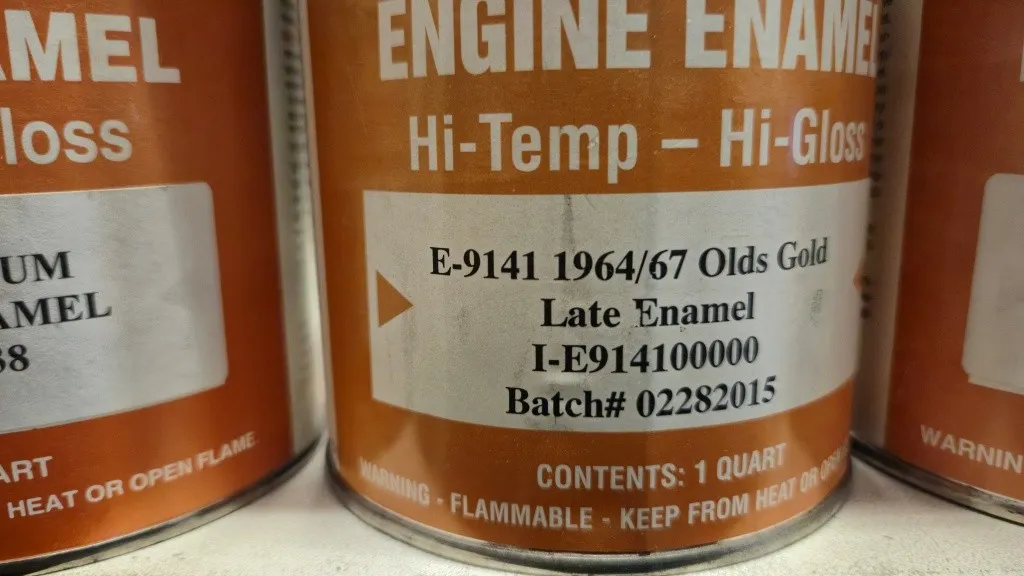 AMEL
loss
UM
AMEL
38
ART
HEAT OR OPEN FLAME
ENGINE ENAMEL
Hi-Temp – Hi-Gloss
E-9141 1964/67 Olds Gold
Late Enamel
I-E914100000
Batch# 02282015
CONTENTS: 1 QUART
WARNING - FLAMMABLE - KEEP FROM HEAT OR OPEN
WARNIN